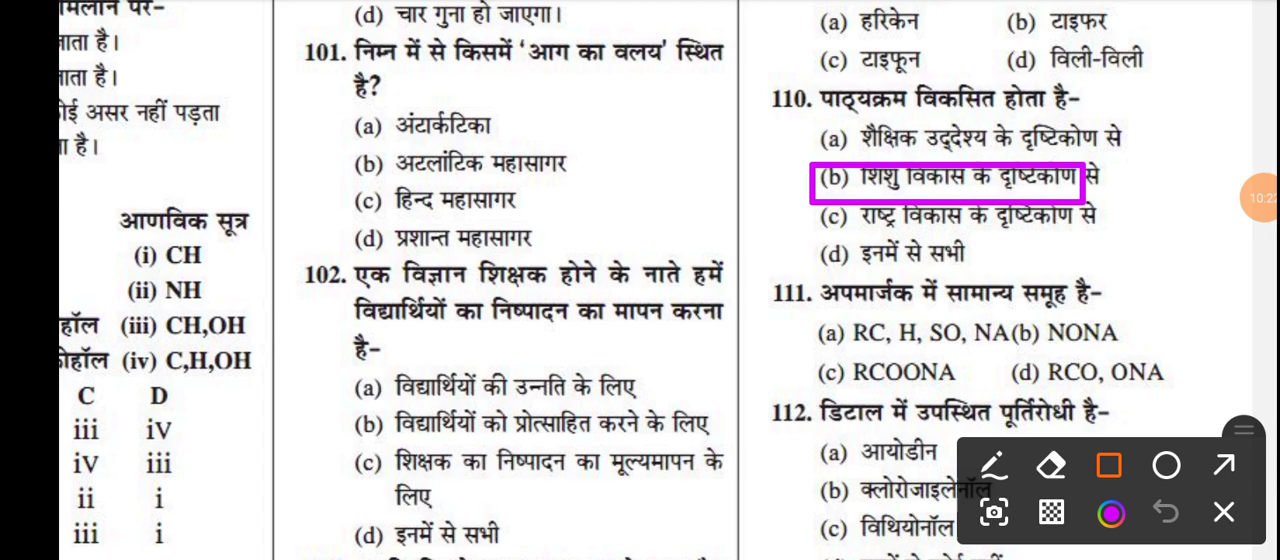 मिलान पर-
नाता है।
नाता है।
कोई असर नहीं पड़ता
ा है।
आणविक सूत्र
(i) CH
(ii) NH
हॉल (iii) CH,OH
ोहॉल (iv) C,H,OH
C D
iii iv
iv iii
ii i
iii i
(d) चार गुना हो जाएगा।
101. निम्न में से किसमें ‘आग का वलय’ स्थित
है?
(a) अंटार्कटिका
(b) अटलांटिक महासागर
(c) हिन्द महासागर
(d) प्रशान्त महासागर
102. एक विज्ञान शिक्षक होने के नाते हमें
विद्यार्थियों का निष्पादन का मापन करना
है-
(a) विद्यार्थियों की उन्नति के लिए
(b) विद्यार्थियों को प्रोत्साहित करने के लिए
(c) शिक्षक का निष्पादन का मूल्यमापन के
लिए
(d) इनमें से सभी
(a) हरिकेन (b) टाइफर
(c) टाइफून (d) विली-विली
110. पाठ्यक्रम विकसित होता है-
(a) शैक्षिक उद्देश्य के दृष्टिकोण से
(b) शिशु विकास के दृष्टिकोण से
(c) राष्ट्र विकास के दृष्टिकोण से
(d) इनमें से सभी
111. अपमार्जक में सामान्य समूह है-
(a) RC, H, SO, NA(b) NONA
(c) RCOONA (d) RCO, ONA
112. डिटाल में उपस्थित पूर्तिरोधी है-
(a) आयोडीन
(b) क्लोरोजाइलेनॉल
(c) विथियोनॉल
10:22